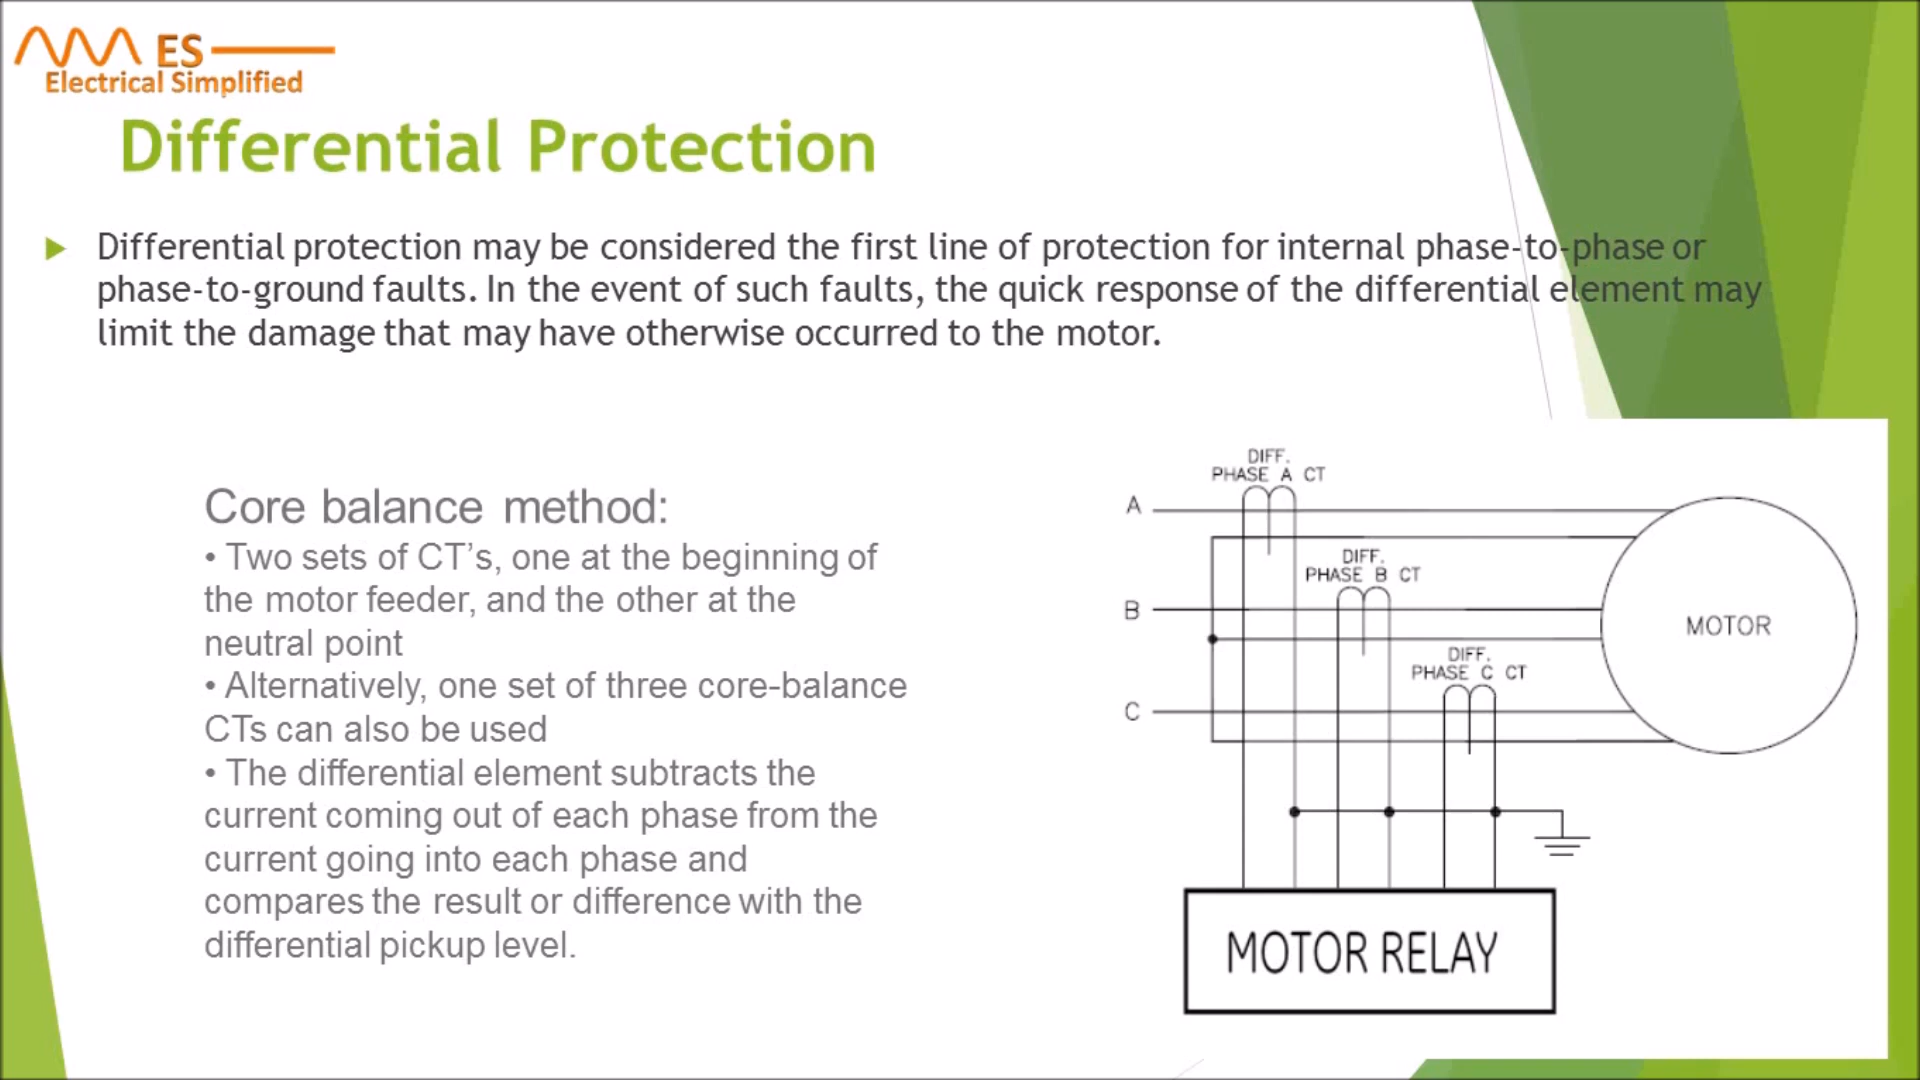 ES
Electrical Simplified
Differential Protection
Differential protection may be considered the first line of protection for internal phase-to-phase or
phase-to-ground faults. In the event of such faults, the quick response of the differential element may
limit the damage that may have otherwise occurred to the motor.
Core balance method:
• Two sets of CT’s, one at the beginning of
the motor feeder, and the other at the
neutral point
• Alternatively, one set of three core-balance
CTs can also be used
• The differential element subtracts the
current coming out of each phase from the
current going into each phase and
compares the result or difference with the
differential pickup level.
DIFF.
PHASE A CT
A
DIFF.
PHASE B CT
B
MOTOR
DIFF.
PHASE C CT
C
MOTOR RELAY